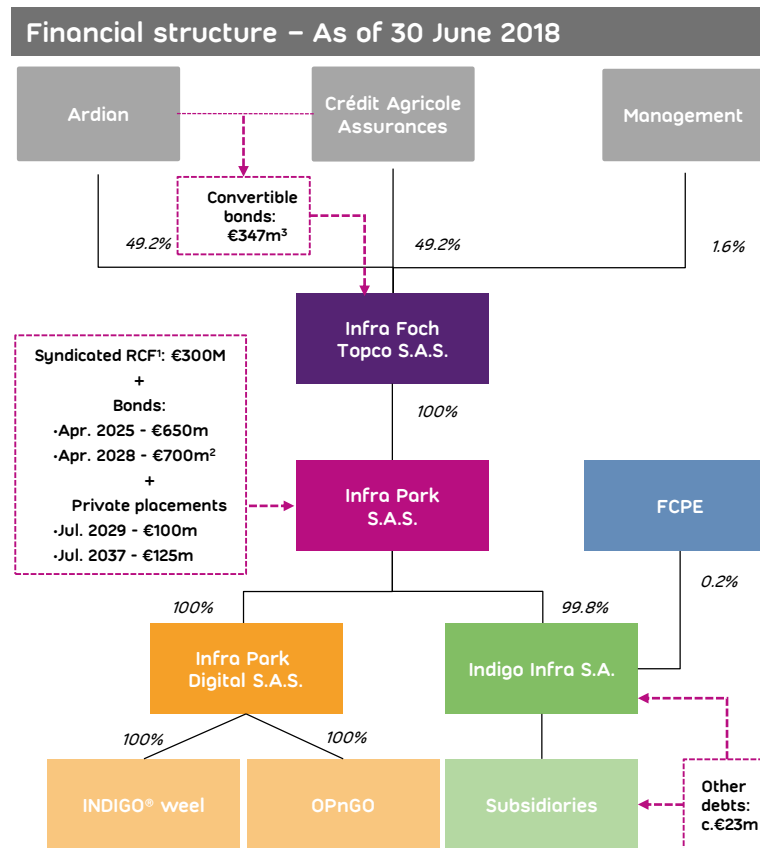 Financial structure – As of 30 June 2018
Ardian
Crédit Agricole
Assurances
Management
Convertible
bonds:
€347m³
49.2%
49.2%
1.6%
Infra Foch
Topco S.A.S.
Syndicated RCF¹: €300M
+
Bonds:
·Apr. 2025 - €650m
·Apr. 2028 - €700m²
+
Private placements
·Jul. 2029 - €100m
·Jul. 2037 - €125m
100%
Infra Park
S.A.S.
FCPE
100%
99.8%
0.2%
Infra Park
Digital S.A.S.
Indigo Infra S.A.
100%
100%
INDIGO® weel
OPnGO
Subsidiaries
Other
debts:
c.€23m